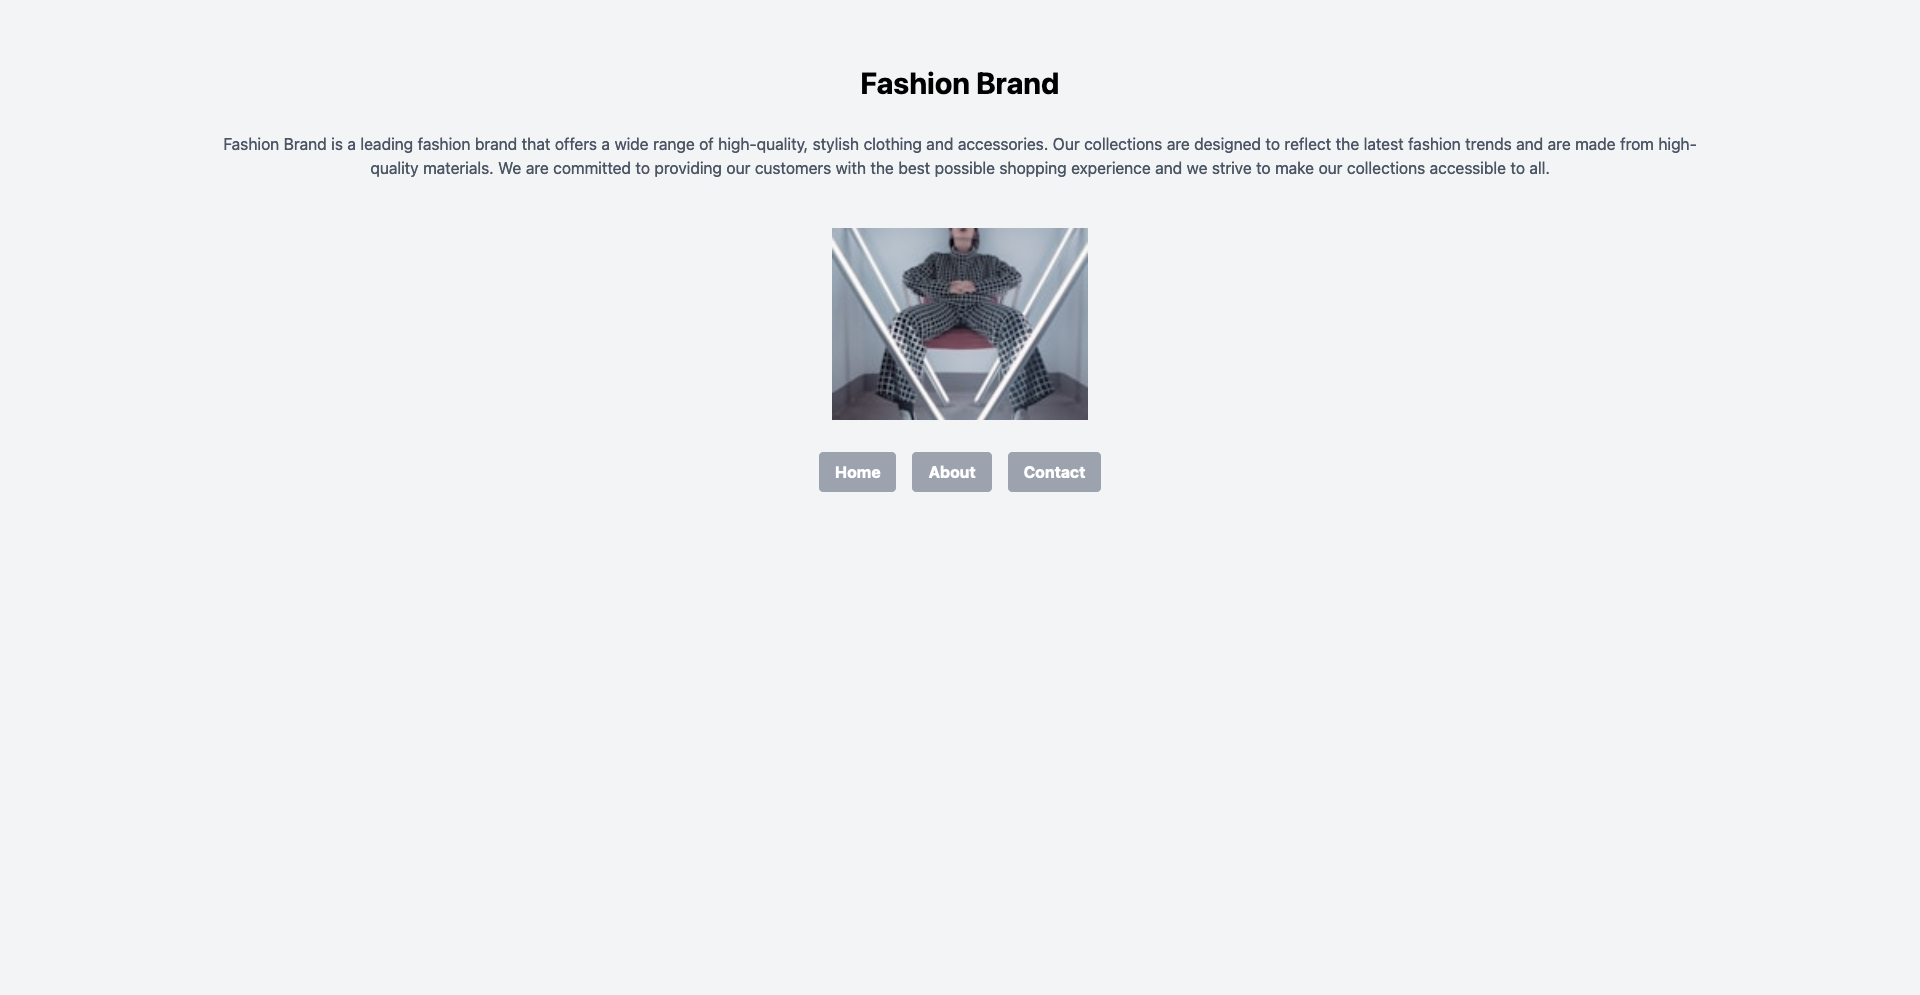 Fashion Brand
Fashion Brand is a leading fashion brand that offers a wide range of high-quality, stylish clothing and accessories. Our collections are designed to reflect the latest fashion trends and are made from high-
quality materials. We are committed to providing our customers with the best possible shopping experience and we strive to make our collections accessible to all.
Home About Contact